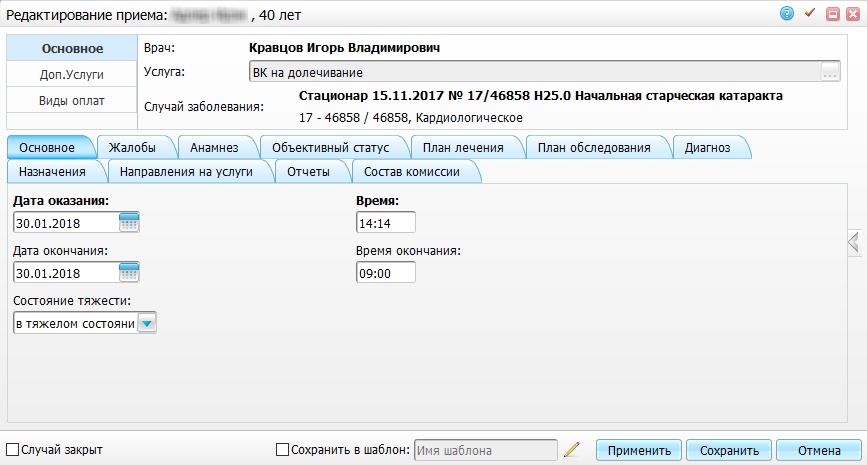 Редактирование приема: , 40 лет
Основное
Доп.Услуги
Виды оплат
Врач: Кравцов Игорь Владимирович
Услуга: ВК на долечивание ...
Случай заболевания: Стационар 15.11.2017 № 17/46858 H25.0 Начальная старческая катаракта
17 - 46858 / 46858, Кардиологическое
Основное Жалобы Анамнез Объективный статус План лечения План обследования Диагноз
Назначения Направления на услуги Отчеты Состав комиссии
Дата оказания: Время:
30.01.2018 14:14
Дата окончания: Время окончания:
30.01.2018 09:00
Состояние тяжести:
в тяжелом состояни
Случай закрыт Сохранить в шаблон: Имя шаблона Применить Сохранить Отмена